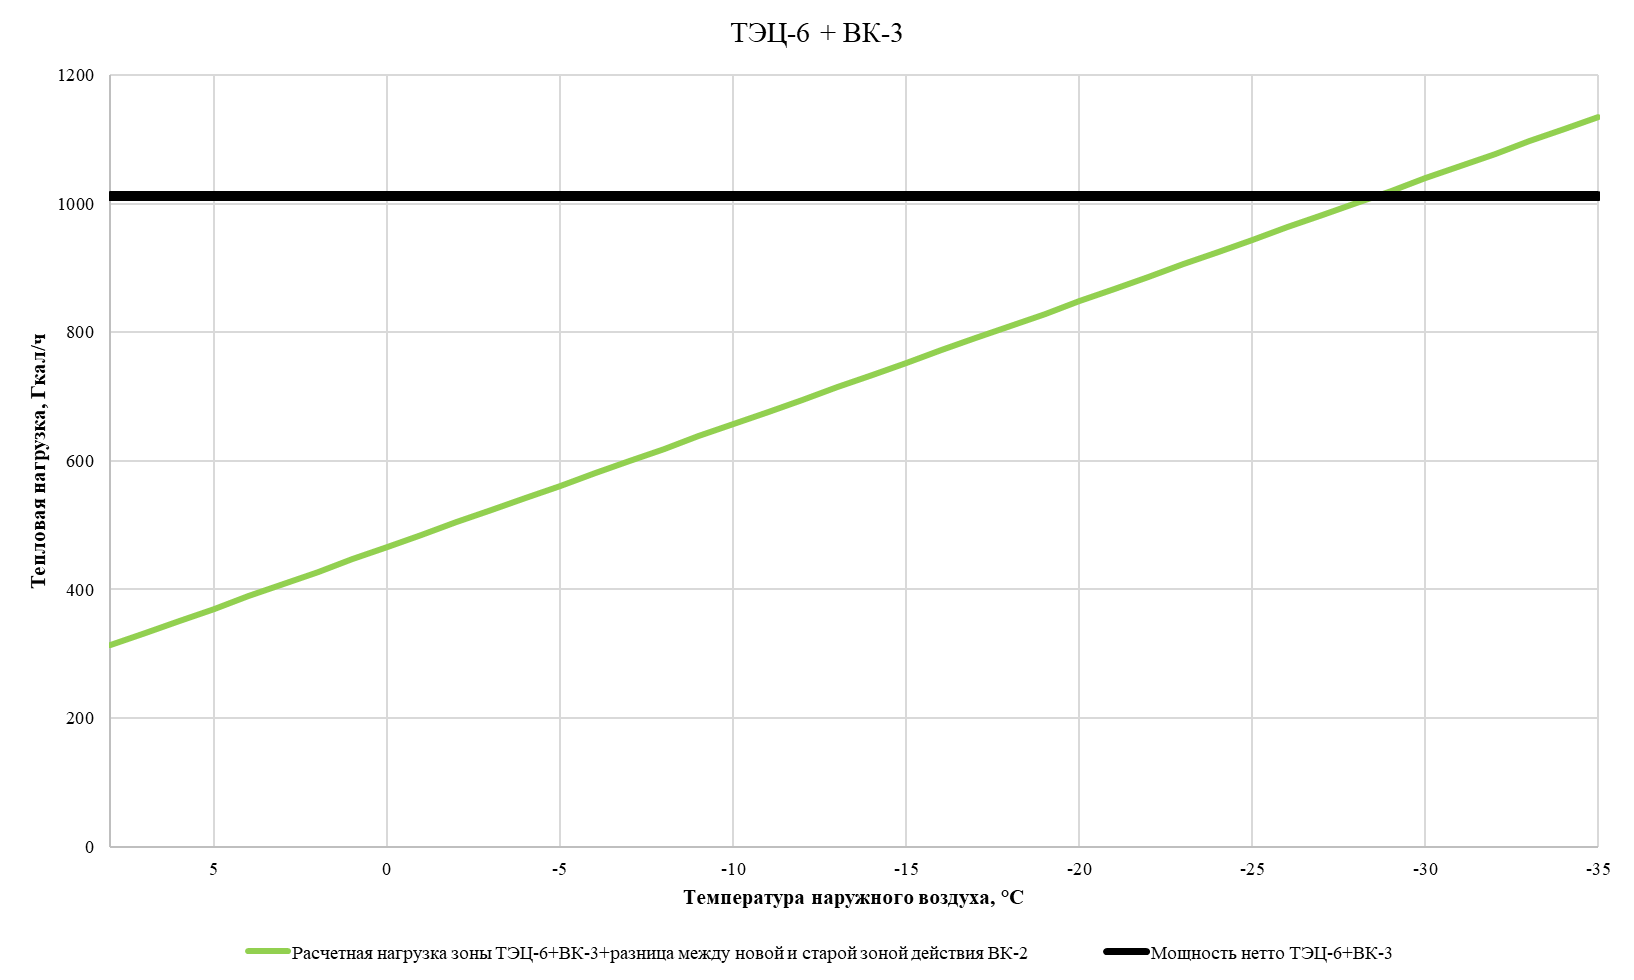 ТЭЦ-6 + ВК-3
1200
1000
800
600
400
200
0
Тепловая нагрузка, Гкал/ч
5 0 -5 -10 -15 -20 -25 -30 -35
Температура наружного воздуха, °С
Расчетная нагрузка зоны ТЭЦ-6+ВК-3+разница между новой и старой зоной действия ВК-2 Мощность нетто ТЭЦ-6+ВК-3